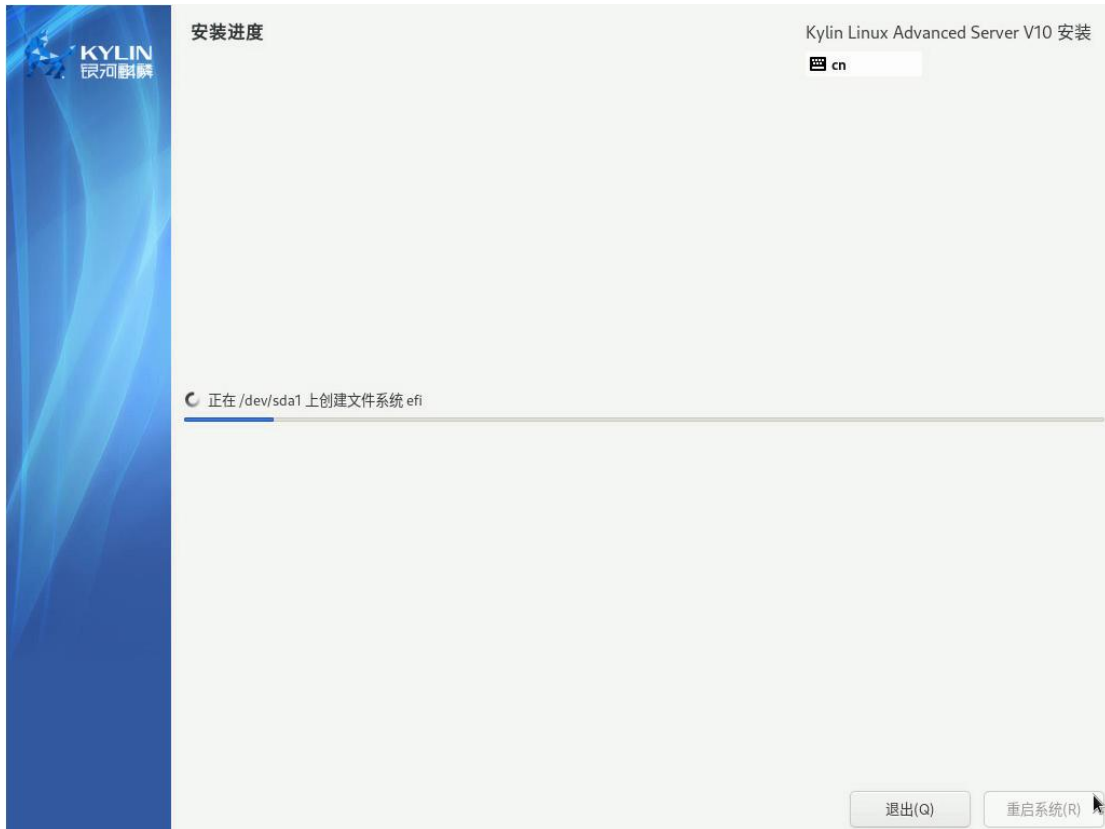 KYLIN
银河麒麟
安装进度
Kylin Linux Advanced Server V10 安装
cn
正在 /dev/sda1 上创建文件系统 efi
退出(Q)
重启系统(R)